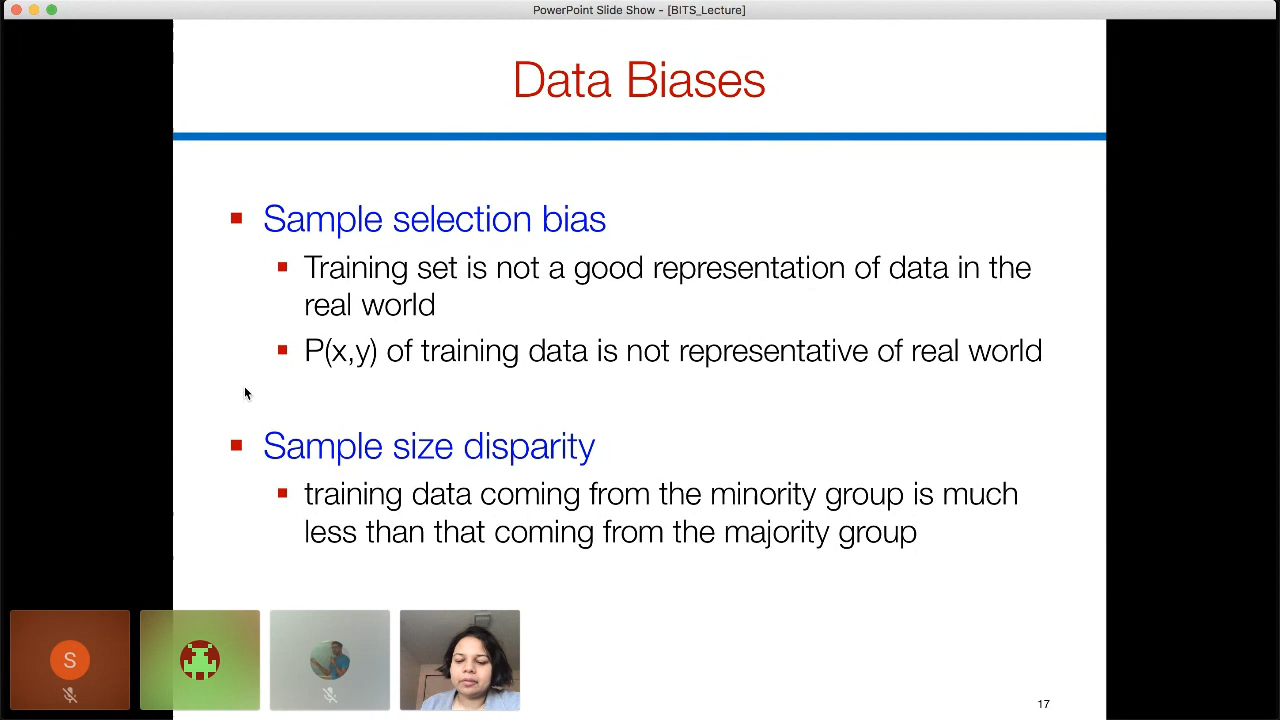 PowerPoint Slide Show - [BITS_Lecture]
Data Biases
Sample selection bias
Training set is not a good representation of data in the
real world
P(x,y) of training data is not representative of real world
Sample size disparity
training data coming from the minority group is much
less than that coming from the majority group
S
17